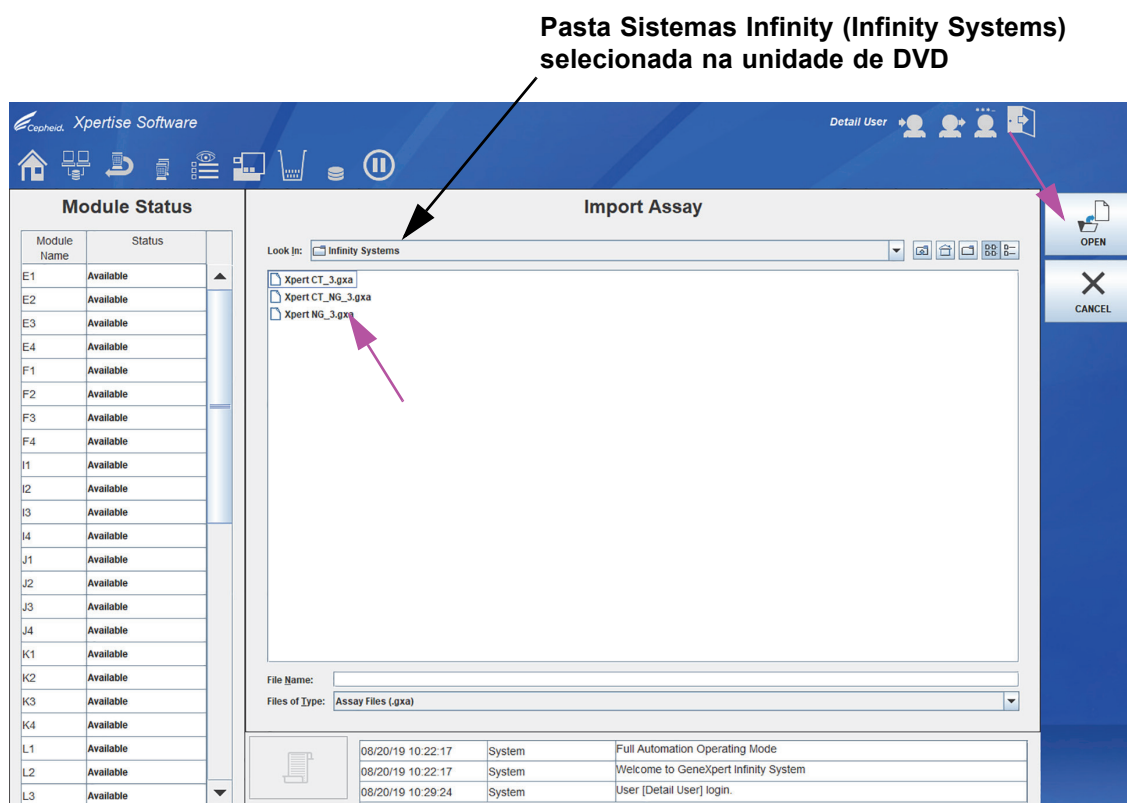 Pasta Sistemas Infinity (Infinity Systems)
selecionada na unidade de DVD
Cepheid. Xpertise Software
Detail User
Module Status
Module Name Status
E1 Available
E2 Available
E3 Available
E4 Available
F1 Available
F2 Available
F3 Available
F4 Available
I1 Available
I2 Available
I3 Available
I4 Available
J1 Available
J2 Available
J3 Available
J4 Available
K1 Available
K2 Available
K3 Available
K4 Available
L1 Available
L2 Available
L3 Available
Import Assay
Look In: Infinity Systems
Xpert CT_3.gxa
Xpert CT_NG_3.gxa
Xpert NG_3.gxa
File Name:
Files of Type: Assay Files (.gxa)
OPEN
CANCEL
08/20/19 10:22:17 System Full Automation Operating Mode
08/20/19 10:22:17 System Welcome to GeneXpert Infinity System
08/20/19 10:29:24 System User [Detail User] login.